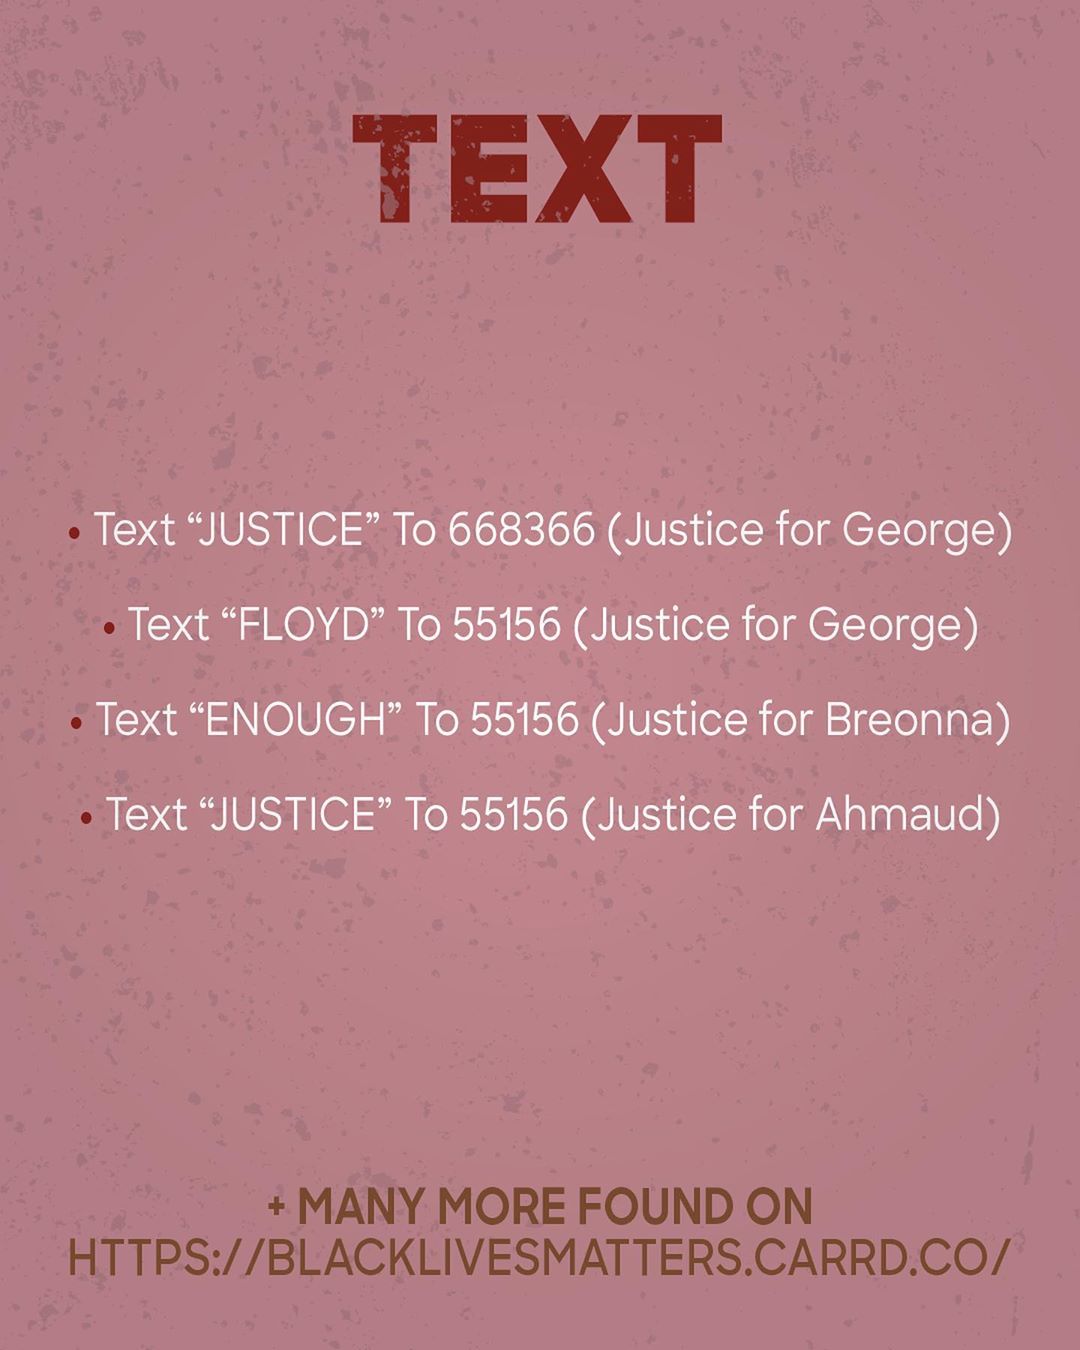 TEXT
• Text “JUSTICE” To 668366 (Justice for George)
• Text “FLOYD” To 55156 (Justice for George)
• Text “ENOUGH” To 55156 (Justice for Breonna)
• Text “JUSTICE” To 55156 (Justice for Ahmaud)
+ MANY MORE FOUND ON
HTTPS://BLACKLIVESMATTERS.CARRD.CO/